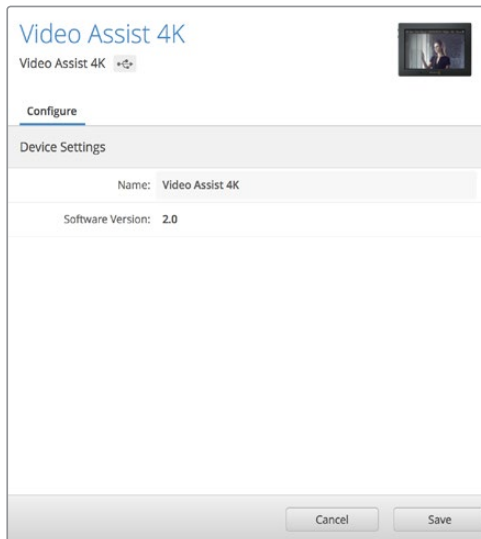 Video Assist 4K
Video Assist 4K
Configure
Device Settings
Name: Video Assist 4K
Software Version: 2.0
Cancel Save